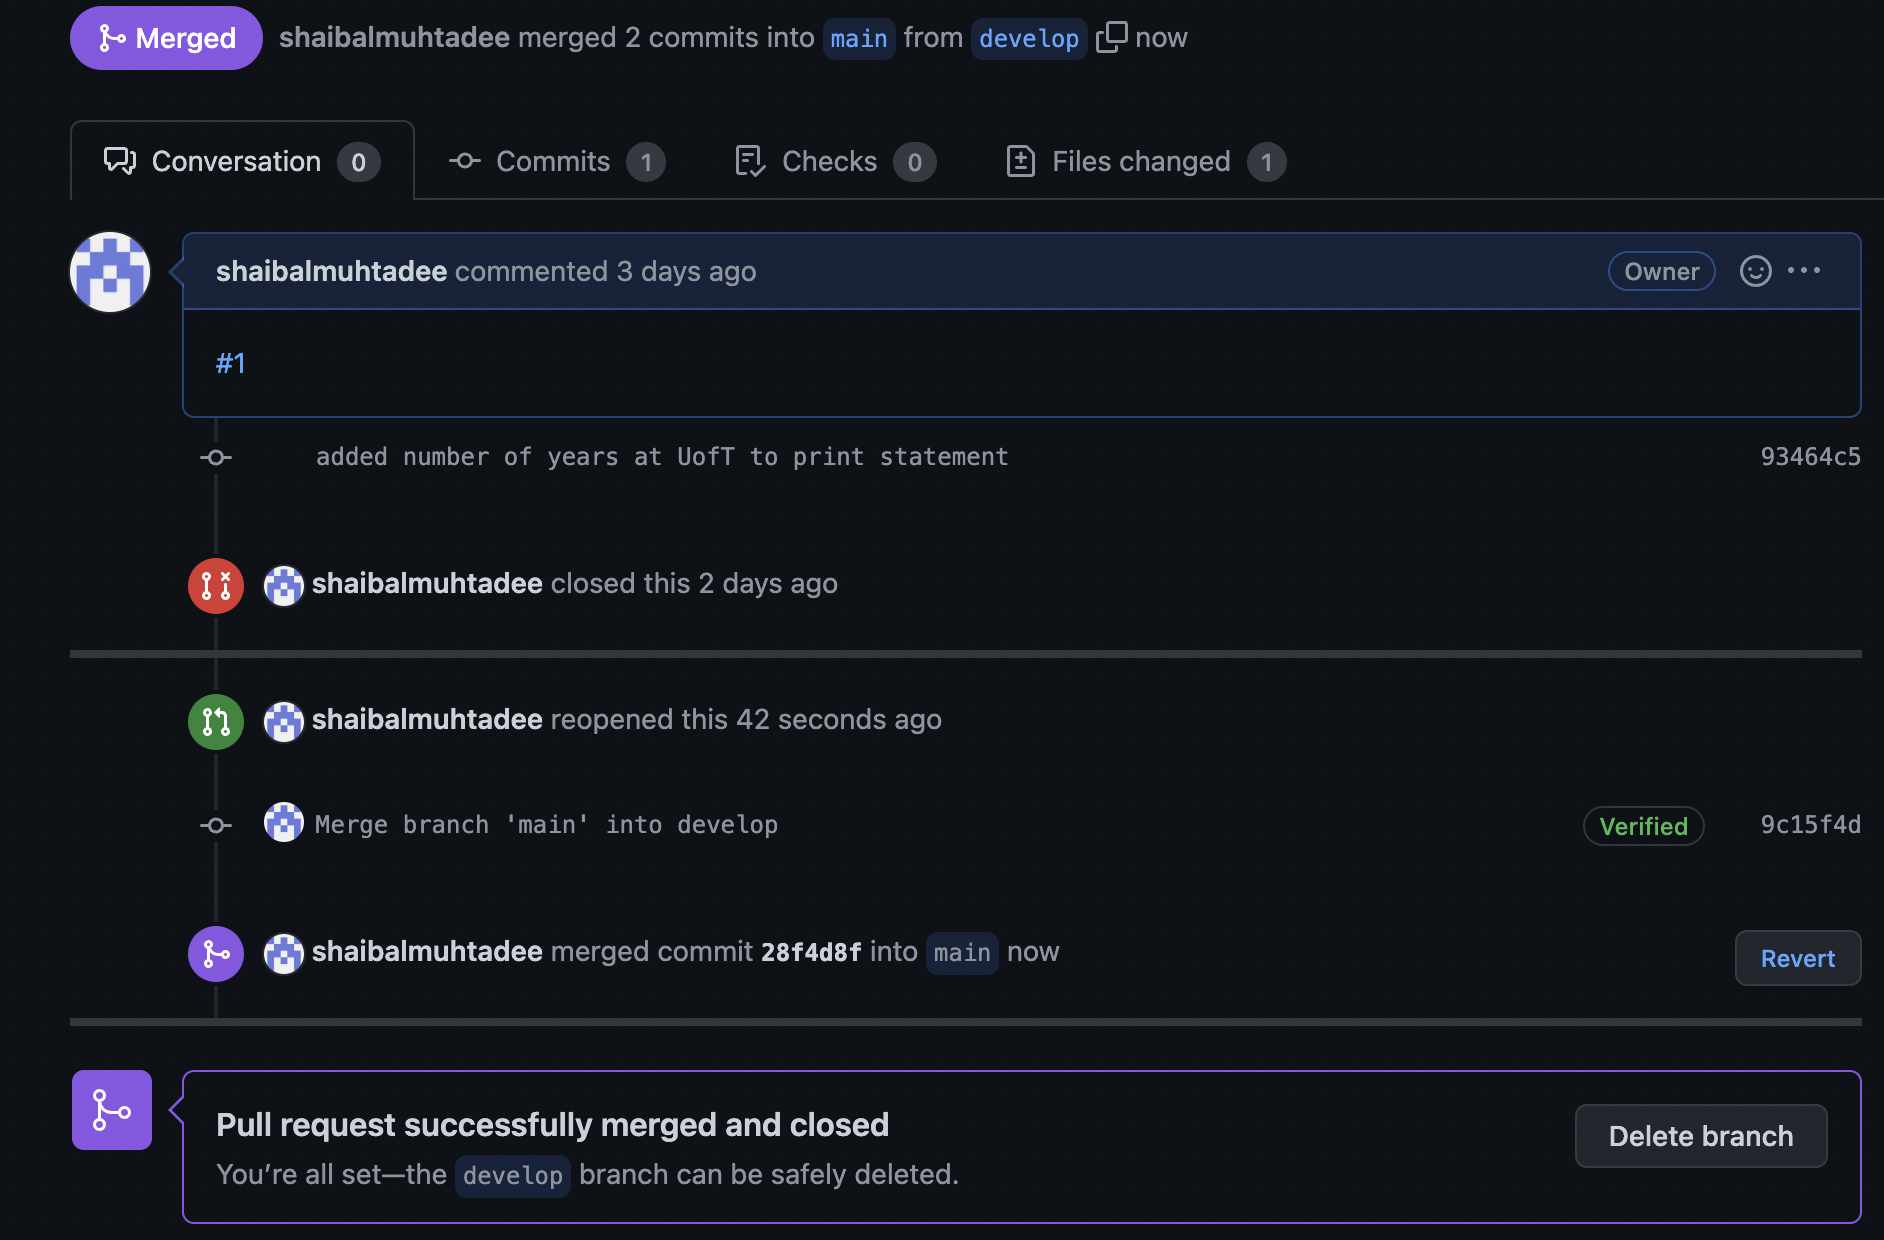 Merged shaibalmuhtadee merged 2 commits into main from develop now
Conversation 0 Commits 1 Checks 0 Files changed 1
shaibalmuhtadee commented 3 days ago Owner
#1
added number of years at UofT to print statement 93464c5
shaibalmuhtadee closed this 2 days ago
shaibalmuhtadee reopened this 42 seconds ago
Merge branch 'main' into develop Verified 9c15f4d
shaibalmuhtadee merged commit 28f4d8f into main now Revert
Pull request successfully merged and closed
You’re all set—the develop branch can be safely deleted.
Delete branch